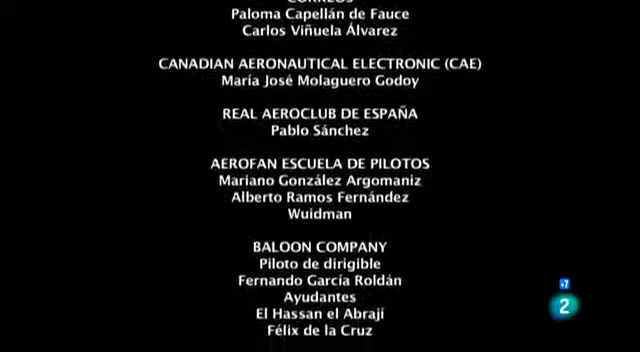 CORREOS
Paloma Capellán de Fauce
Carlos Viñuela Álvarez
CANADIAN AERONAUTICAL ELECTRONIC (CAE)
María José Molaguero Godoy
REAL AEROCLUB DE ESPAÑA
Pablo Sánchez
AEROFAN ESCUELA DE PILOTOS
Mariano González Argomaniz
Alberto Ramos Fernández
Wuidman
BALOON COMPANY
Piloto de dirigible
Fernando García Roldán
Ayudantes
El Hassan el Abrají
Félix de la Cruz
+7
2